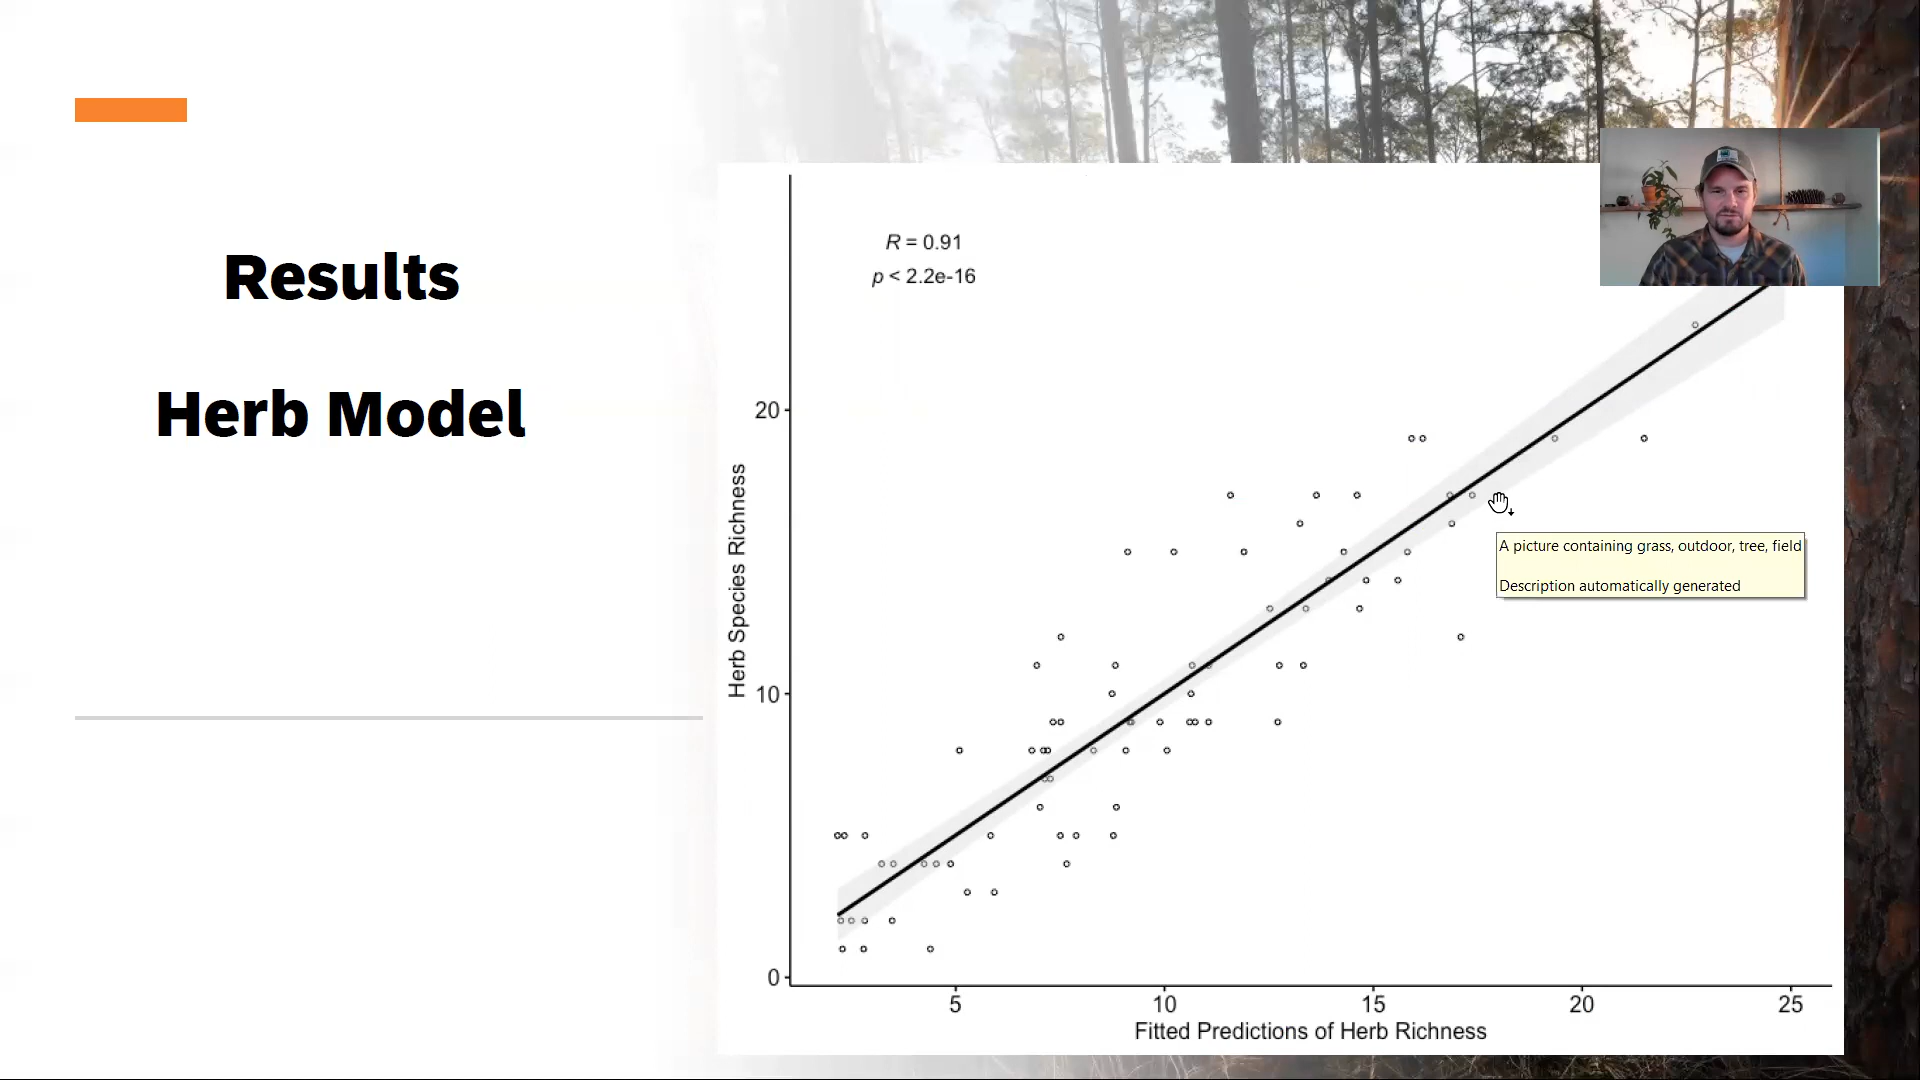 Results
Herb Model
R = 0.91
p < 2.2e-16
20
10
0
Herb Species Richness
5
10
15
20
25
Fitted Predictions of Herb Richness
A picture containing grass, outdoor, tree, field
Description automatically generated